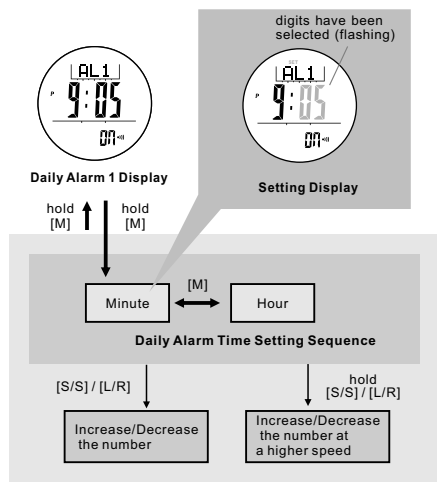 digits have been
selected (flashing)
AL1
P 9:05
ON
Daily Alarm 1 Display
SET
AL1
P 9:05
ON
Setting Display
hold
[M]
hold
[M]
[M]
Minute
Hour
Daily Alarm Time Setting Sequence
[S/S] / [L/R]
hold
[S/S] / [L/R]
Increase/Decrease
the number
Increase/Decrease
the number at
a higher speed